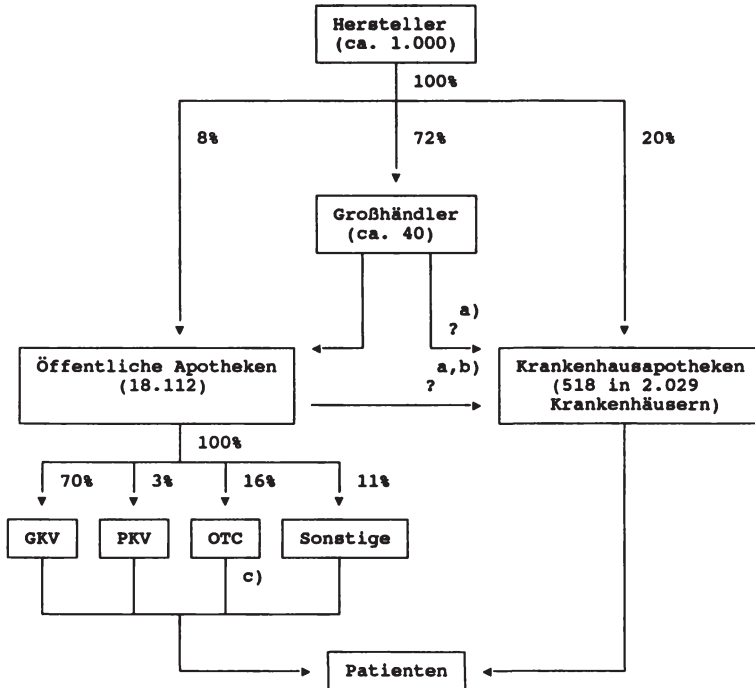 Hersteller
(ca. 1.000)
100%
8%
72%
20%
Großhändler
(ca. 40)
a)
?
Öffentliche Apotheken
(18.112)
a,b)
?
Krankenhausapotheken
(518 in 2.029
Krankenhäusern)
100%
70%
3%
16%
11%
GKV
PKV
OTC
Sonstige
c)
Patienten